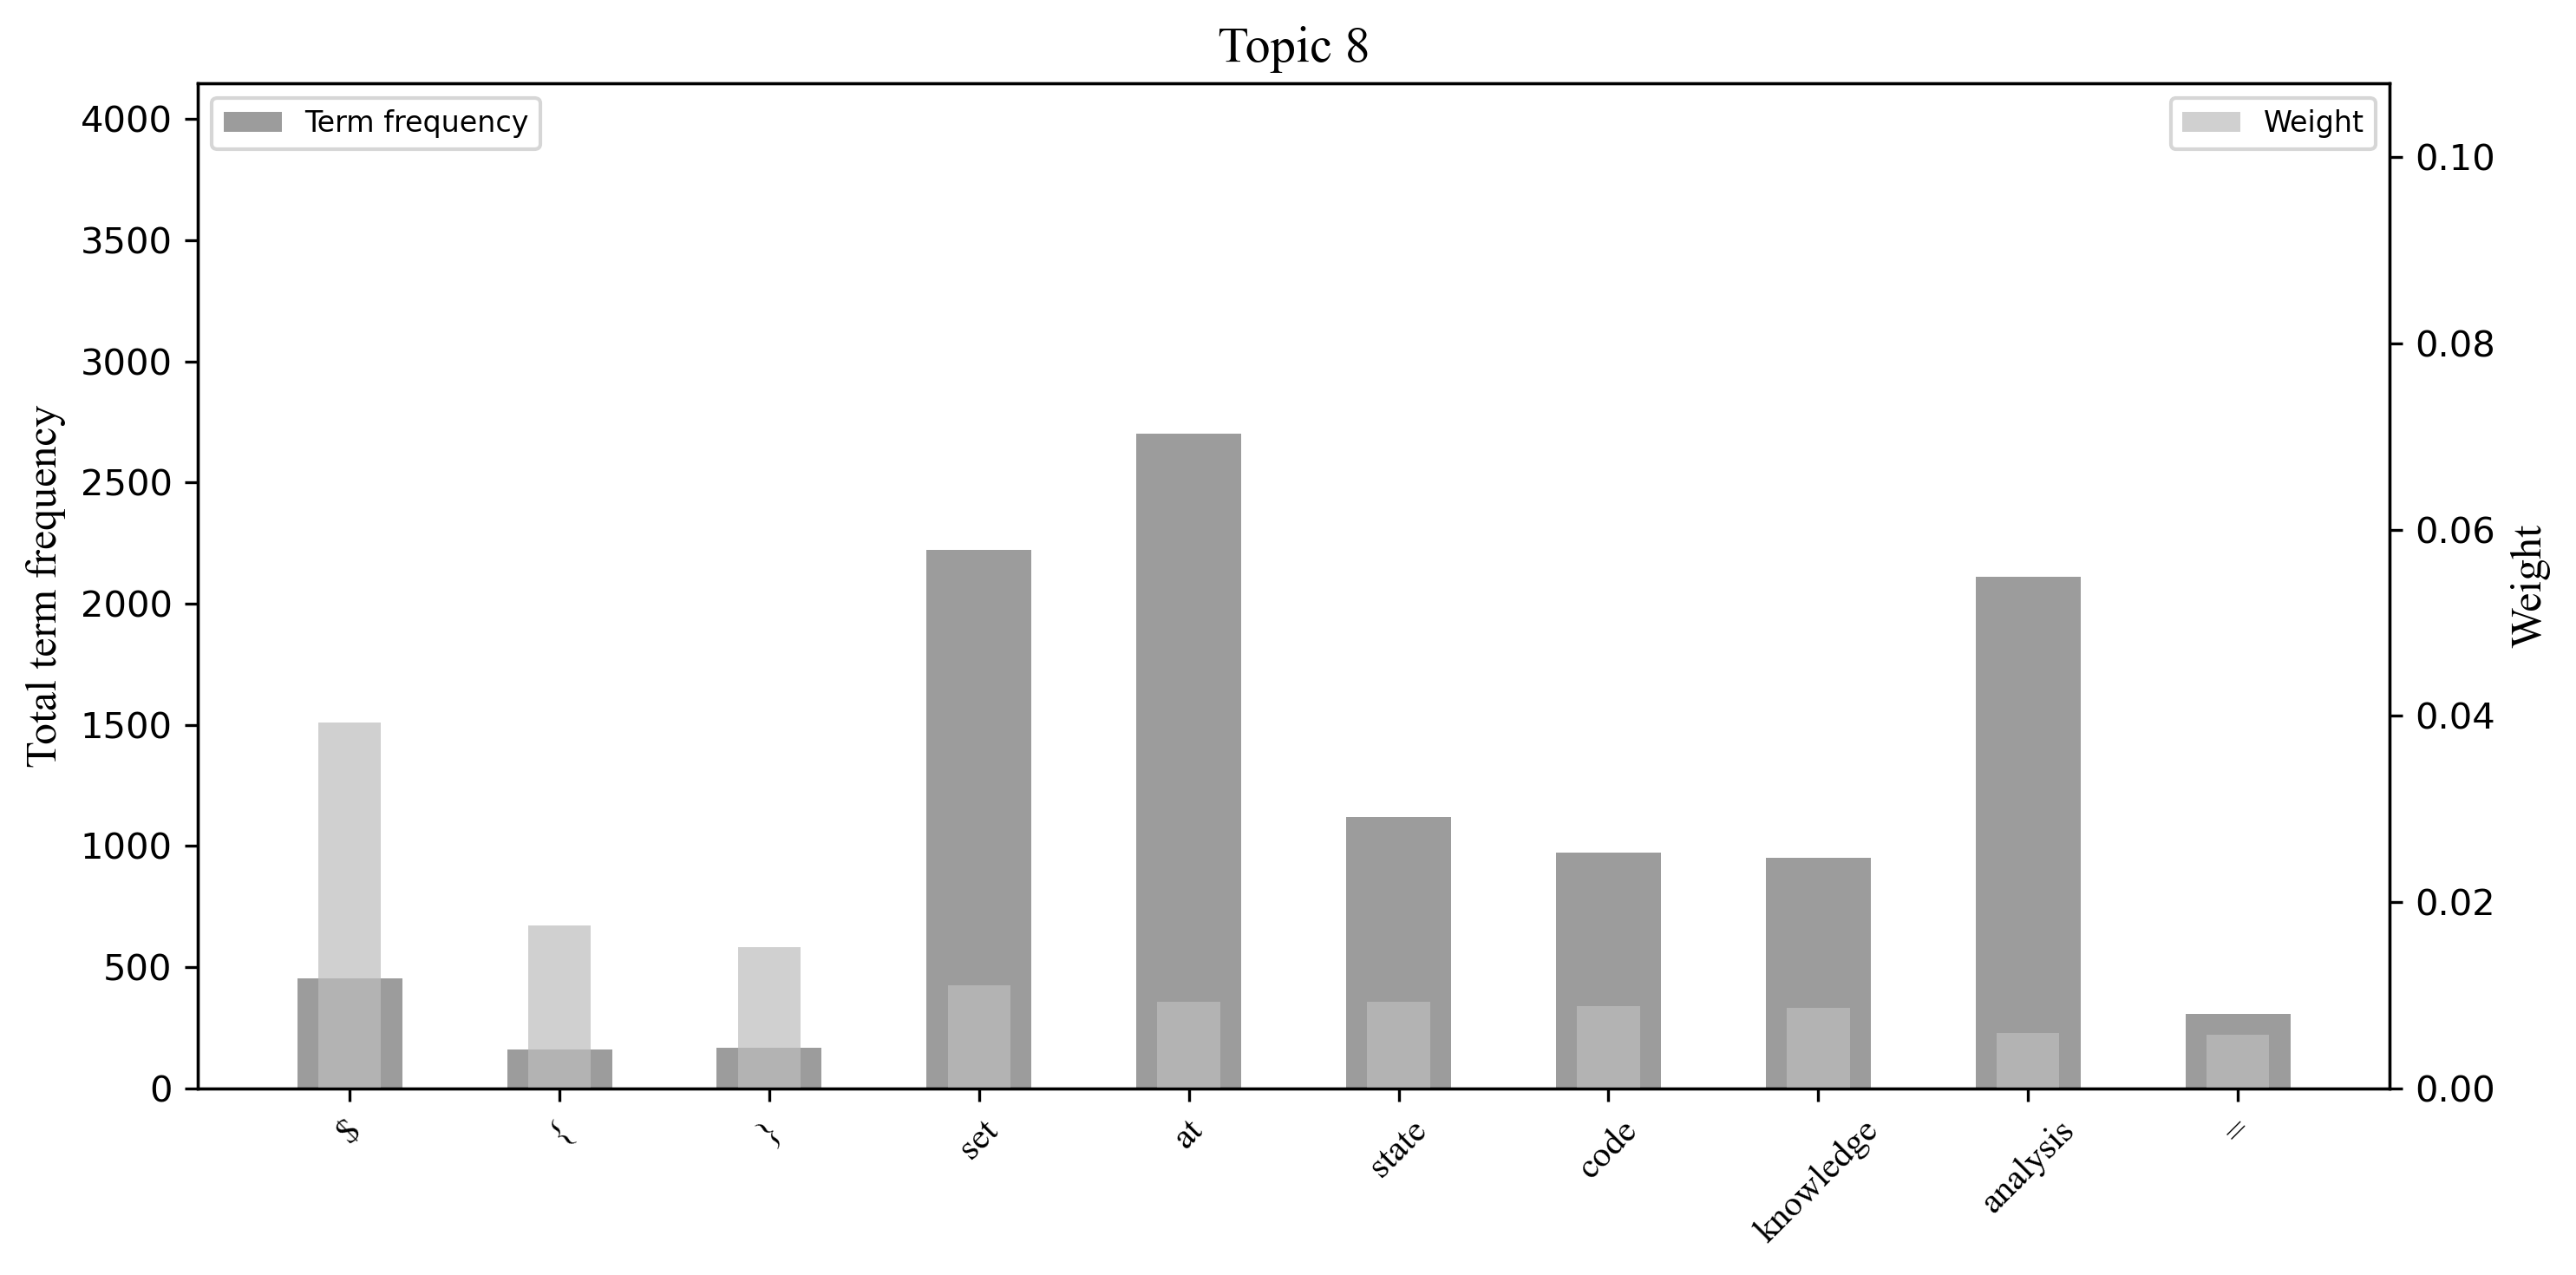 Topic 8
Term frequency
Weight
4000
3500
3000
2500
2000
1500
1000
500
0
Total term frequency
0.10
0.08
0.06
0.04
0.02
0.00
Weight
$
{
}
set
at
state
code
knowledge
analysis
=